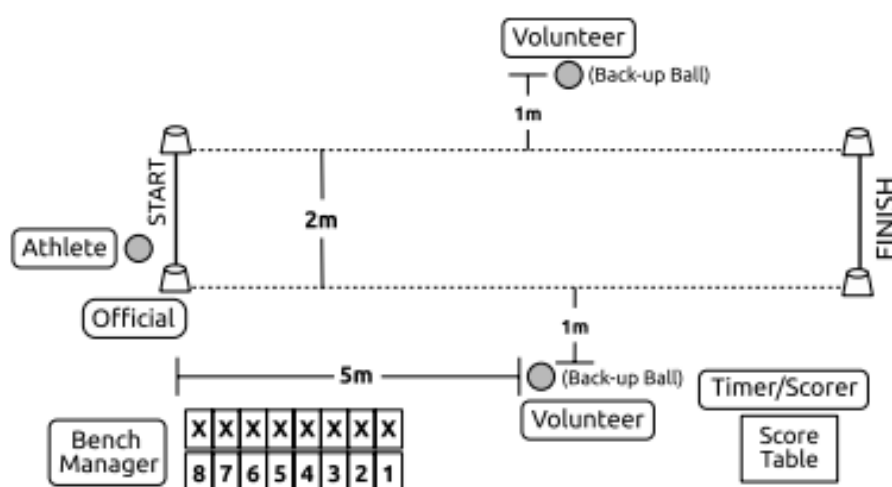 Volunteer
(Back-up Ball)
1m
START
2m
FINISH
Athlete
Official
1m
5m
(Back-up Ball)
Timer/Scorer
Volunteer
Bench
Manager
X X X X X X X X
8 7 6 5 4 3 2 1
Score
Table